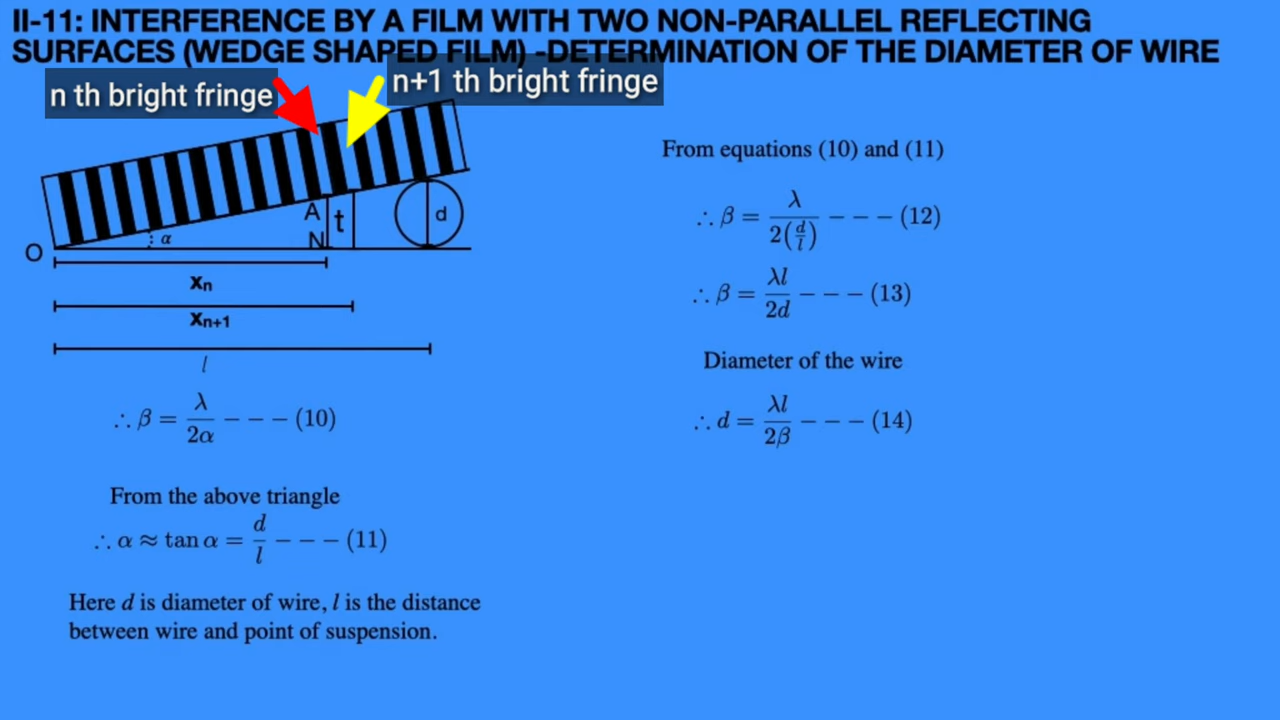 II-11: INTERFERENCE BY A FILM WITH TWO NON-PARALLEL REFLECTING
SURFACES (WEDGE SHAPED FILM) -DETERMINATION OF THE DIAMETER OF WIRE
n th bright fringe
n+1 th bright fringe
A
t
d
α
N
O
xₙ
xₙ₊₁
l
∴ β = λ/2α − − − (10)
From the above triangle
∴ α ≈ tan α = d/l − − − (11)
Here d is diameter of wire, l is the distance
between wire and point of suspension.
From equations (10) and (11)
∴ β = λ/2(d/l) − − − (12)
∴ β = λl/2d − − − (13)
Diameter of the wire
∴ d = λl/2β − − − (14)